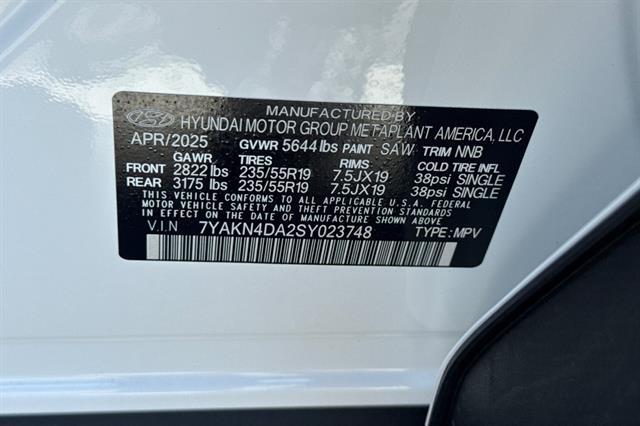 MANUFACTURED BY
HYUNDAI MOTOR GROUP METAPLANT AMERICA, LLC
APR/2025 GVWR 5644 lbs PAINT SAW TRIM NNB
TIRES RIMS COLD TIRE INFL
FRONT 2822 lbs 235/55R19 7.5JX19 38psi SINGLE
REAR 3175 lbs 235/55R19 7.5JX19 38psi SINGLE
THIS VEHICLE CONFORMS TO ALL APPLICABLE U.S.A. FEDERAL
MOTOR VEHICLE SAFETY AND THEFT PREVENTION STANDARDS
IN EFFECT ON THE DATE OF MANUFACTURE SHOWN ABOVE.
V.I.N 7YAKN4DA2SY023748 TYPE: MPV